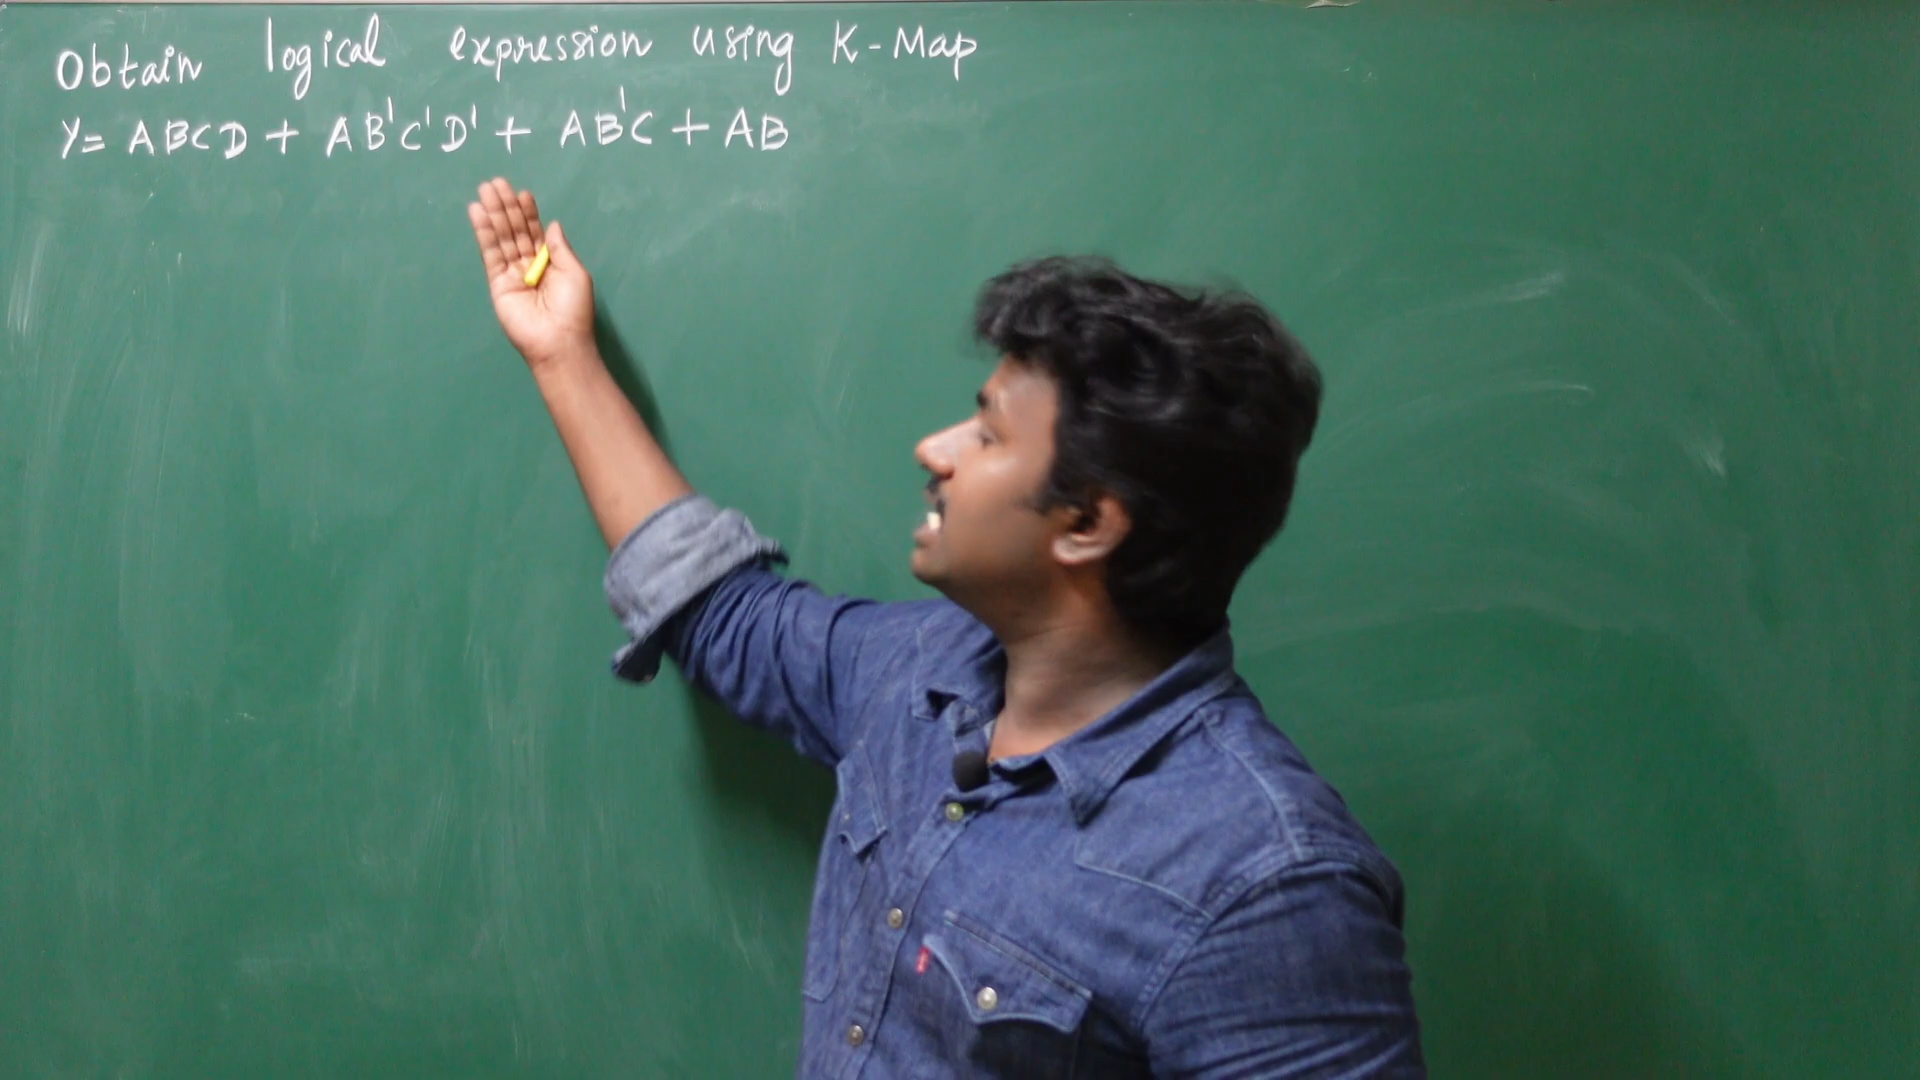 Obtain logical expression using K-Map
Y= ABCD + AB'C'D' + AB'C + AB